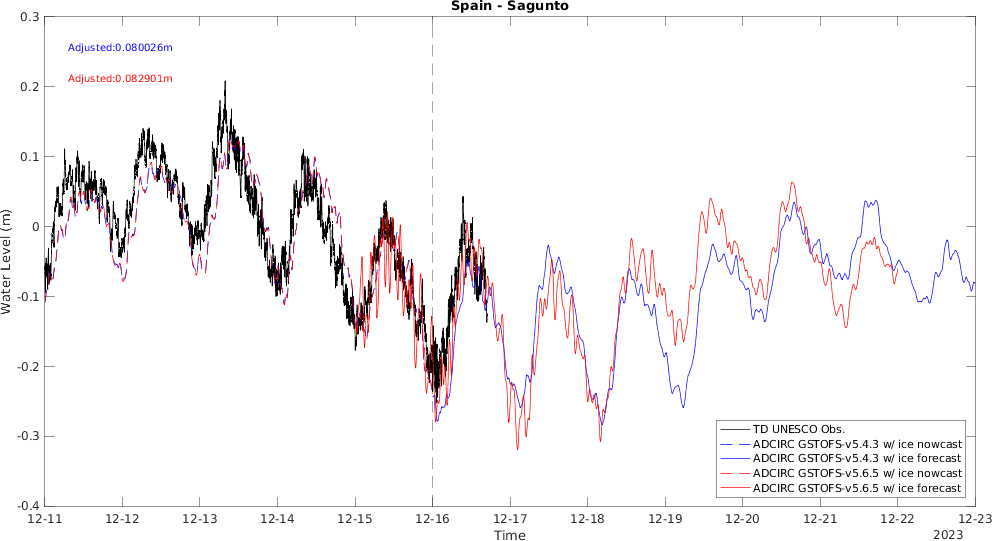 Spain - Sagunto
Adjusted:0.080026m
Adjusted:0.082901m
0.3
0.2
0.1
0
-0.1
-0.2
-0.3
-0.4
Water Level (m)
TD UNESCO Obs.
ADCIRC GSTOFS-v5.4.3 w/ ice nowcast
ADCIRC GSTOFS-v5.4.3 w/ ice forecast
ADCIRC GSTOFS-v5.6.5 w/ ice nowcast
ADCIRC GSTOFS-v5.6.5 w/ ice forecast
12-11 12-12 12-13 12-14 12-15 12-16 12-17 12-18 12-19 12-20 12-21 12-22 12-23
Time
2023